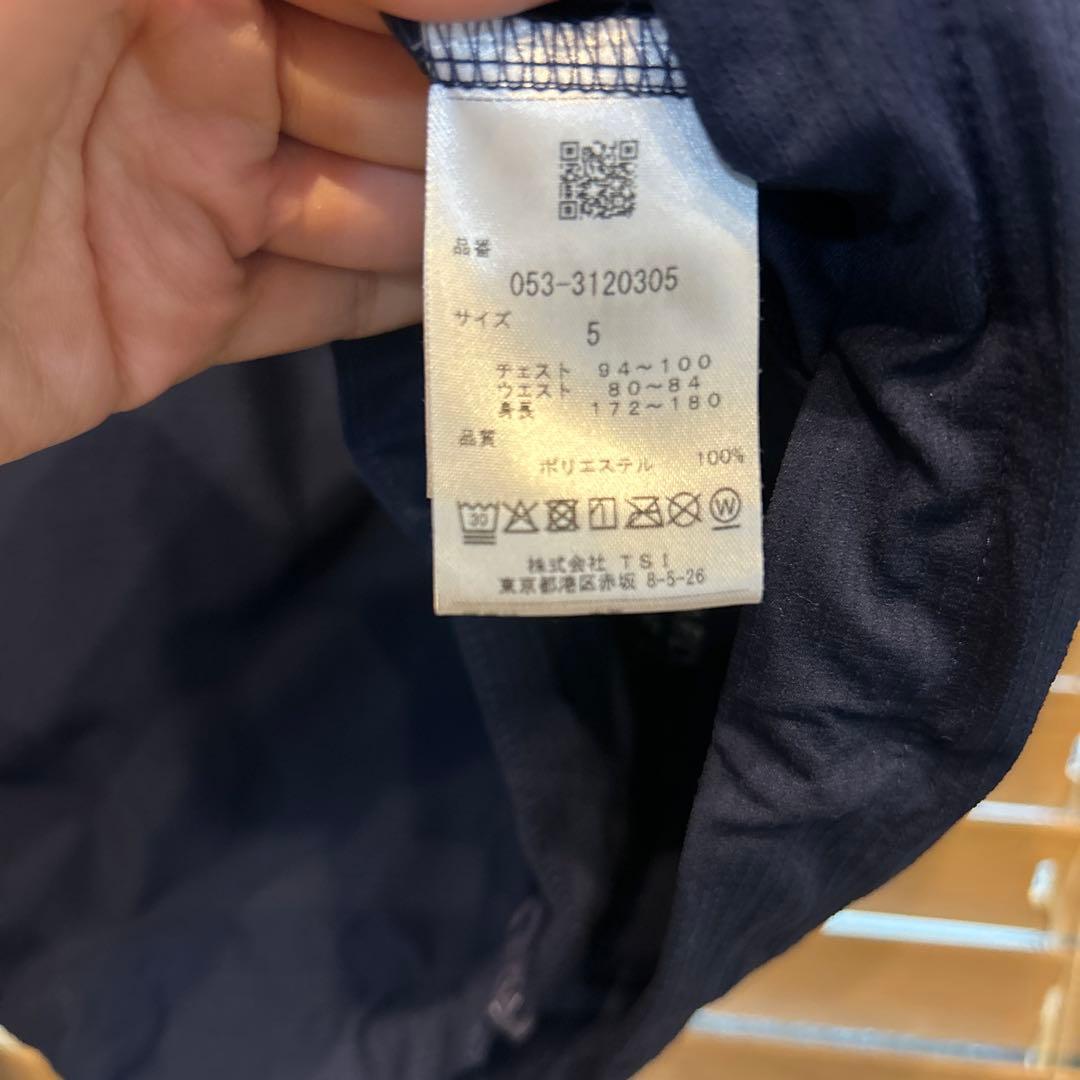 品番
053-3120305
サイズ
5
チェスト 94～100
ウエスト 80～84
身長 172～180
品質
ポリエステル 100%
30 W
株式会社 TSI
東京都港区赤坂 8-5-26